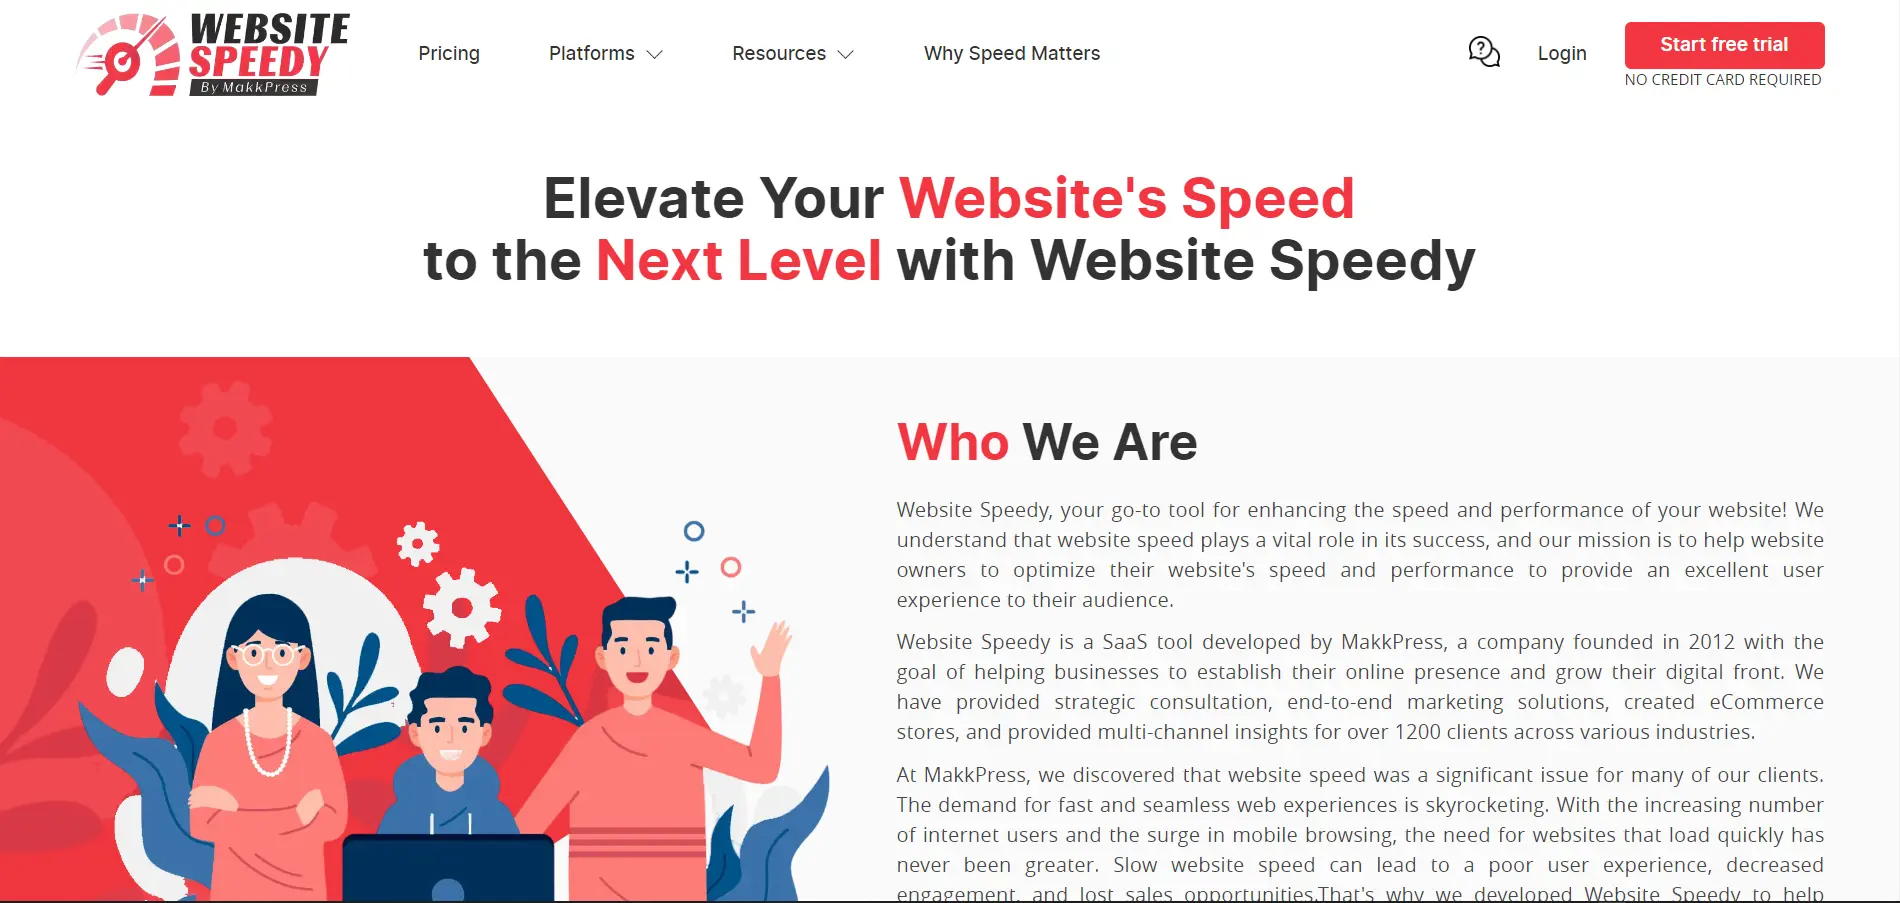 WEBSITE
SPEEDY
By MakkPress
Pricing
Platforms
Resources
Why Speed Matters
Login
Start free trial
NO CREDIT CARD REQUIRED
Elevate Your Website's Speed
to the Next Level with Website Speedy
Who We Are
Website Speedy, your go-to tool for enhancing the speed and performance of your website! We
understand that website speed plays a vital role in its success, and our mission is to help website
owners to optimize their website's speed and performance to provide an excellent user
experience to their audience.
Website Speedy is a SaaS tool developed by MakkPress, a company founded in 2012 with the
goal of helping businesses to establish their online presence and grow their digital front. We
have provided strategic consultation, end-to-end marketing solutions, created eCommerce
stores, and provided multi-channel insights for over 1200 clients across various industries.
At MakkPress, we discovered that website speed was a significant issue for many of our clients.
The demand for fast and seamless web experiences is skyrocketing. With the increasing number
of internet users and the surge in mobile browsing, the need for websites that load quickly has
never been greater. Slow website speed can lead to a poor user experience, decreased
engagement, and lost sales opportunities.That's why we developed Website Speedy to help